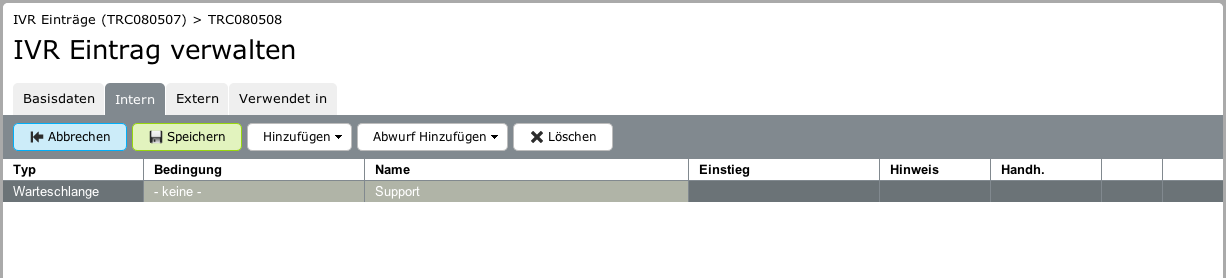 IVR Einträge (TRC080507) > TRC080508
IVR Eintrag verwalten
Basisdaten Intern Extern Verwendet in
Abbrechen Speichern Hinzufügen Abwurf Hinzufügen Löschen
Typ Bedingung Name Einstieg Hinweis Handh.
Warteschlange - keine - Support